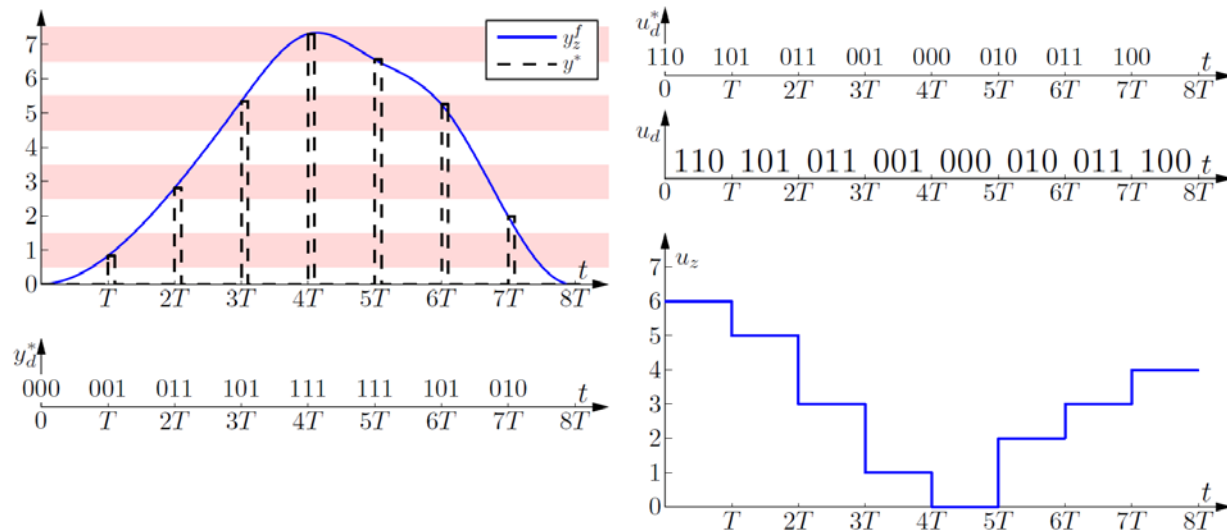 7
6
5
4
3
2
1
0
y_z^f
y^*
t
T 2T 3T 4T 5T 6T 7T 8T
y_d^*
000 001 011 101 111 111 101 010 t
0 T 2T 3T 4T 5T 6T 7T 8T
u_d^*
110 101 011 001 000 010 011 100 t
0 T 2T 3T 4T 5T 6T 7T 8T
u_d
110 101 011 001 000 010 011 100 t
0 T 2T 3T 4T 5T 6T 7T 8T
u_z
7
6
5
4
3
2
1
0
t
T 2T 3T 4T 5T 6T 7T 8T